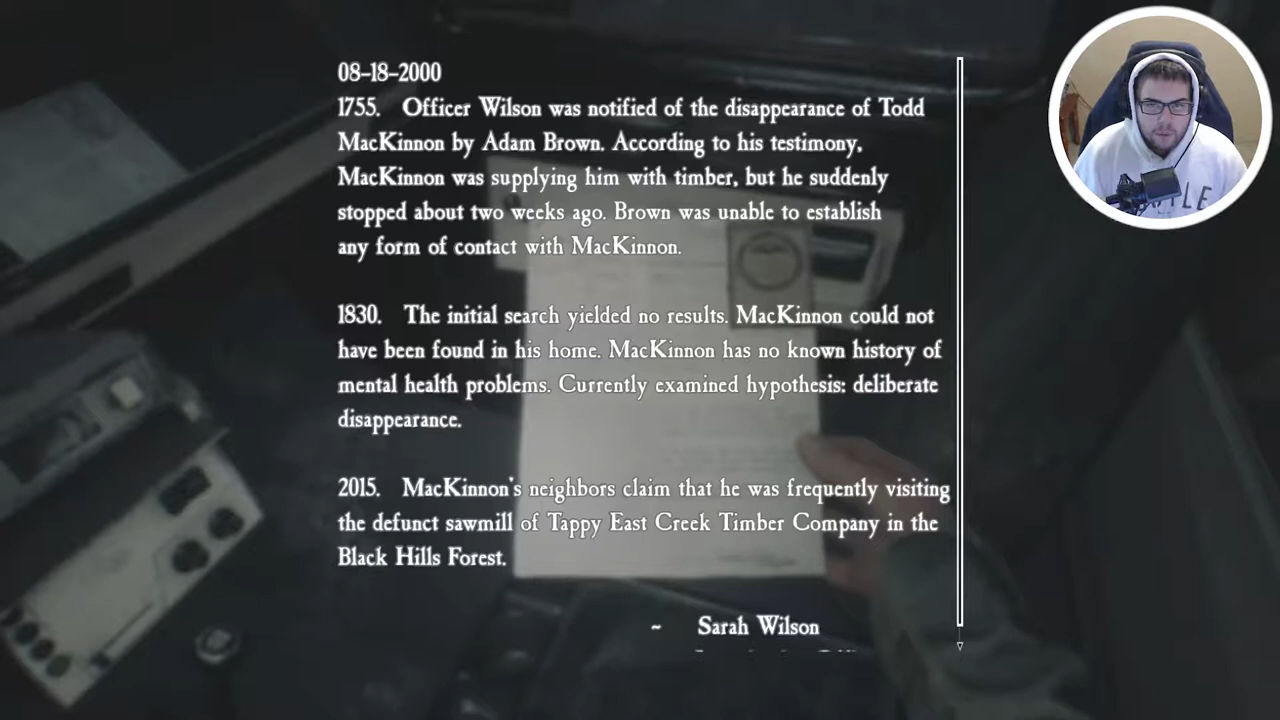 08-18-2000
1755. Officer Wilson was notified of the disappearance of Todd
MacKinnon by Adam Brown. According to his testimony,
MacKinnon was supplying him with timber, but he suddenly
stopped about two weeks ago. Brown was unable to establish
any form of contact with MacKinnon.
1830. The initial search yielded no results. MacKinnon could not
have been found in his home. MacKinnon has no known history of
mental health problems. Currently examined hypothesis: deliberate
disappearance.
2015. MacKinnon's neighbors claim that he was frequently visiting
the defunct sawmill of Tappy East Creek Timber Company in the
Black Hills Forest.
~ Sarah Wilson